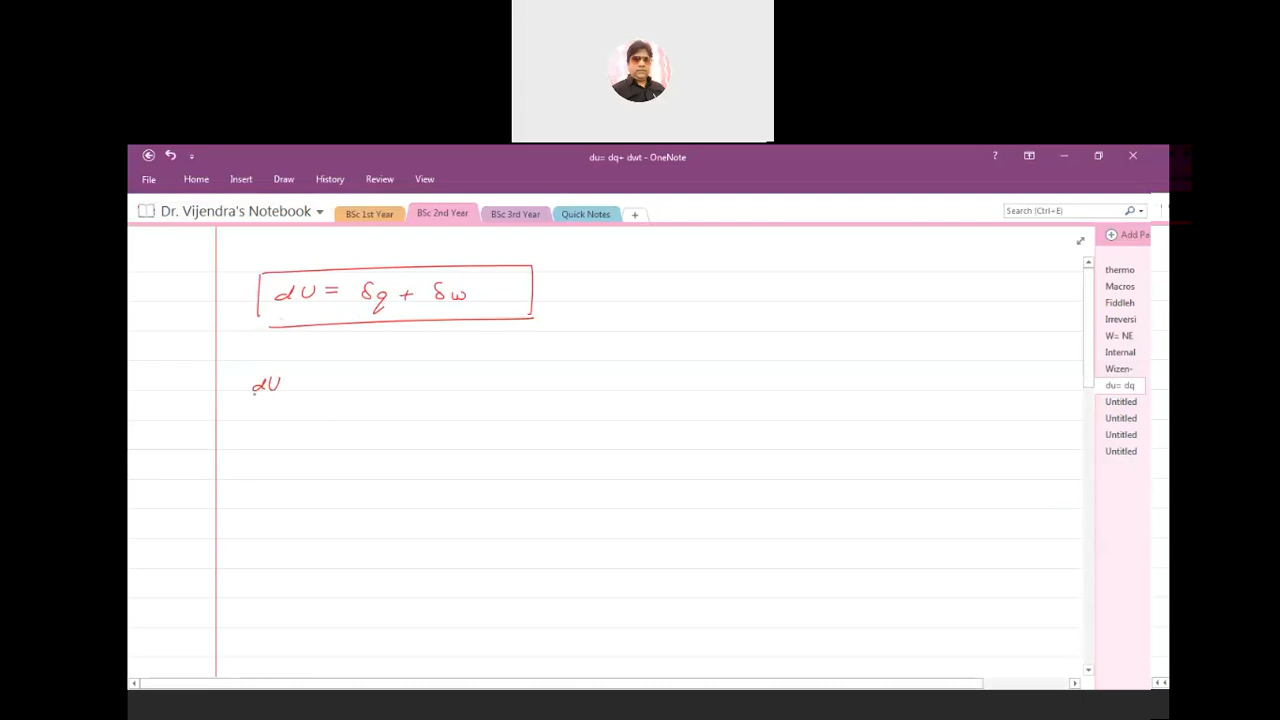 du= dq+ dwt - OneNote
?
File Home Insert Draw History Review View
Dr. Vijendra's Notebook
BSc 1st Year BSc 2nd Year BSc 3rd Year Quick Notes +
Search (Ctrl+E)
Add Pa
dU = δq + δw
dU
thermo
Macros
Fiddleh
Irreversi
W= NE
Internal
Wizen-
du= dq
Untitled
Untitled
Untitled
Untitled